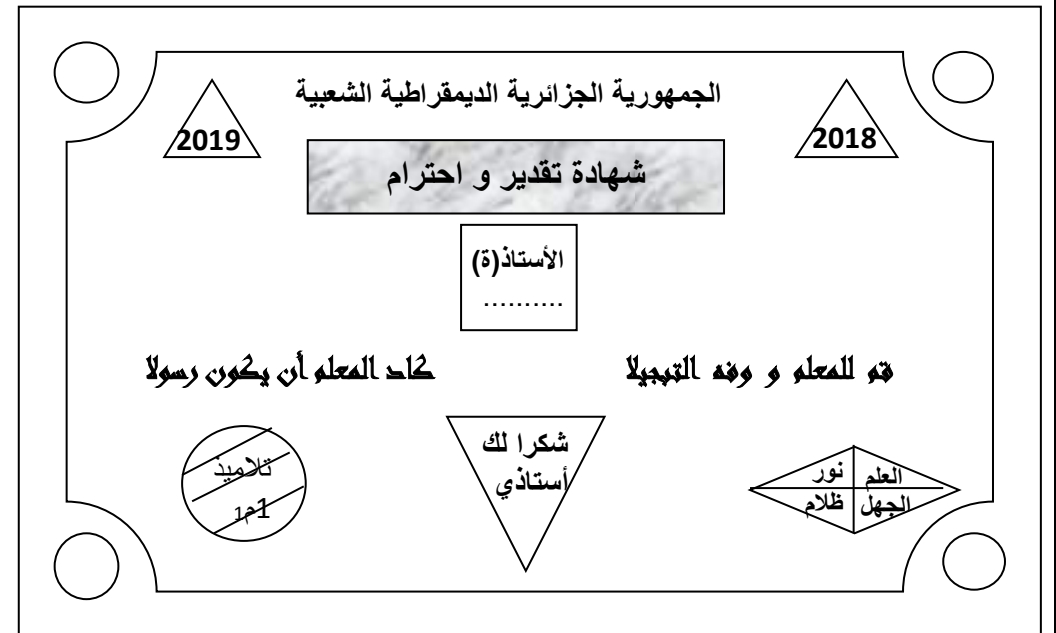 الجمهورية الجزائرية الديمقراطية الشعبية
2018
2019
شهادة تقدير و احترام
الأستاذ(ة)
..........
قم للمعلم و وفه التبجيلا كاد المعلم أن يكون رسولا
العلم نور
الجهل ظلام
شكرا لك
أستاذي
تلاميذ
1م1